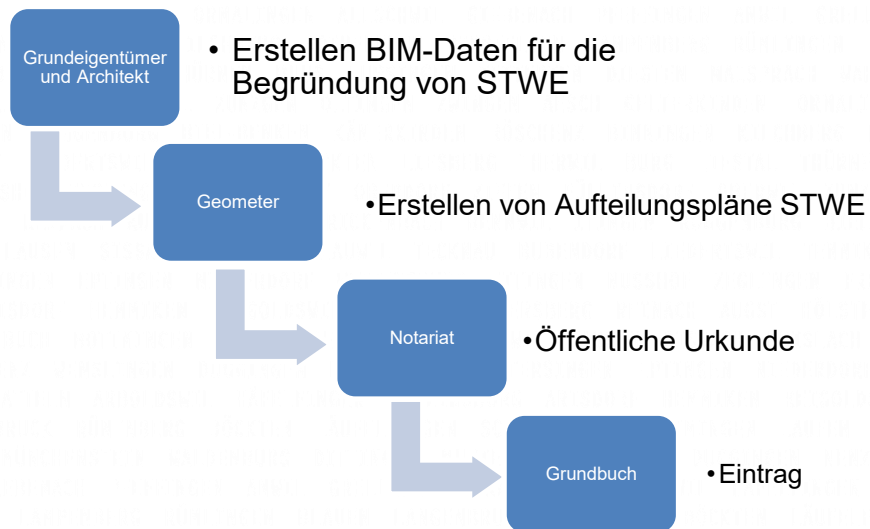 Grundeigentümer
und Architekt
• Erstellen BIM-Daten für die
Begründung von STWE
Geometer
•Erstellen von Aufteilungspläne STWE
Notariat
•Öffentliche Urkunde
Grundbuch
•Eintrag